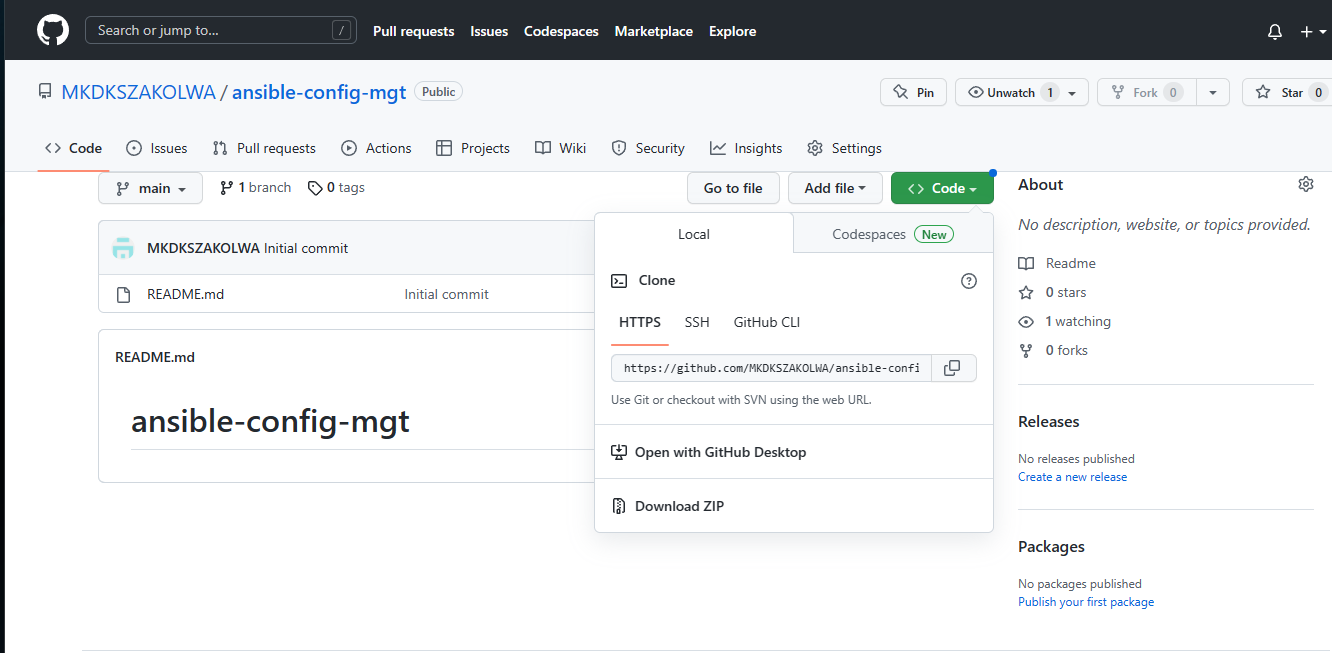 Search or jump to... /
Pull requests Issues Codespaces Marketplace Explore
MKDKSZAKOLWA / ansible-config-mgt Public
Pin Unwatch 1 Fork 0 Star 0
Code Issues Pull requests Actions Projects Wiki Security Insights Settings
main 1 branch 0 tags Go to file Add file Code
MKDKSZAKOLWA Initial commit
README.md Initial commit
README.md
ansible-config-mgt
Local Codespaces New
Clone
HTTPS SSH GitHub CLI
https://github.com/MKDKSZAKOLWA/ansible-confi
Use Git or checkout with SVN using the web URL.
Open with GitHub Desktop
Download ZIP
About
No description, website, or topics provided.
Readme
0 stars
1 watching
0 forks
Releases
No releases published
Create a new release
Packages
No packages published
Publish your first package